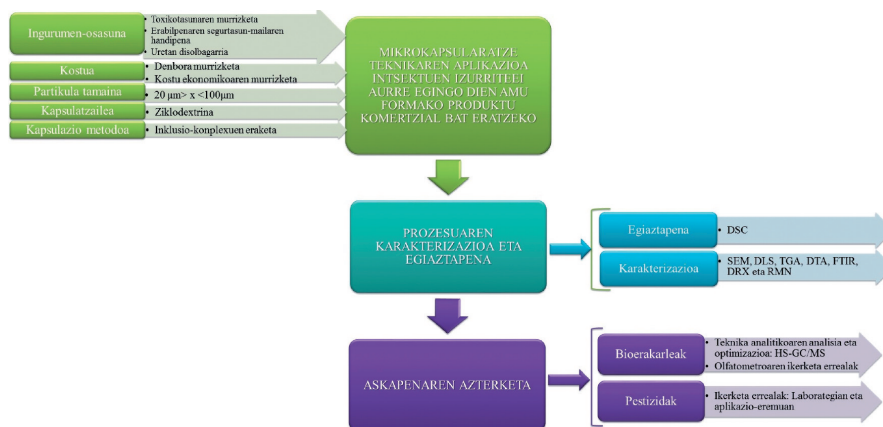 Ingurumen-osasuna
• Toxikotasunaren murrizketa
• Erabilpenaren segurtasun-mailaren
handipena
• Uretan disolbagarria
Kostua
• Denbora murrizketa
• Kostu ekonomikoaren murrizketa
Partikula tamaina
• 20 µm> x <100µm
Kapsulatzailea
• Ziklodextrina
Kapsulazio metodoa
• Inklusio-konplexuen eraketa
MIKROKAPSULARATZE
TEKNIKAREN APLIKAZIOA
INTSEKTUEN IZURRITEEI
AURRE EGINGO DIEN AMU
FORMAKO PRODUKTU
KOMERTZIAL BAT ERATZEKO
PROZESUAREN
KARAKTERIZAZIOA ETA
EGIAZTAPENA
Egiaztapena
• DSC
Karakterizazioa
• SEM, DLS, TGA, DTA, FTIR,
DRX eta RMN
ASKAPENAREN AZTERKETA
Bioerakarleak
• Teknika analitikoaren analisia eta
optimizazioa: HS-GC/MS
• Olfatometroaren ikerketa errealak
Pestizidak
• Ikerketa errealak: Laborategian eta
aplikazio-eremuan